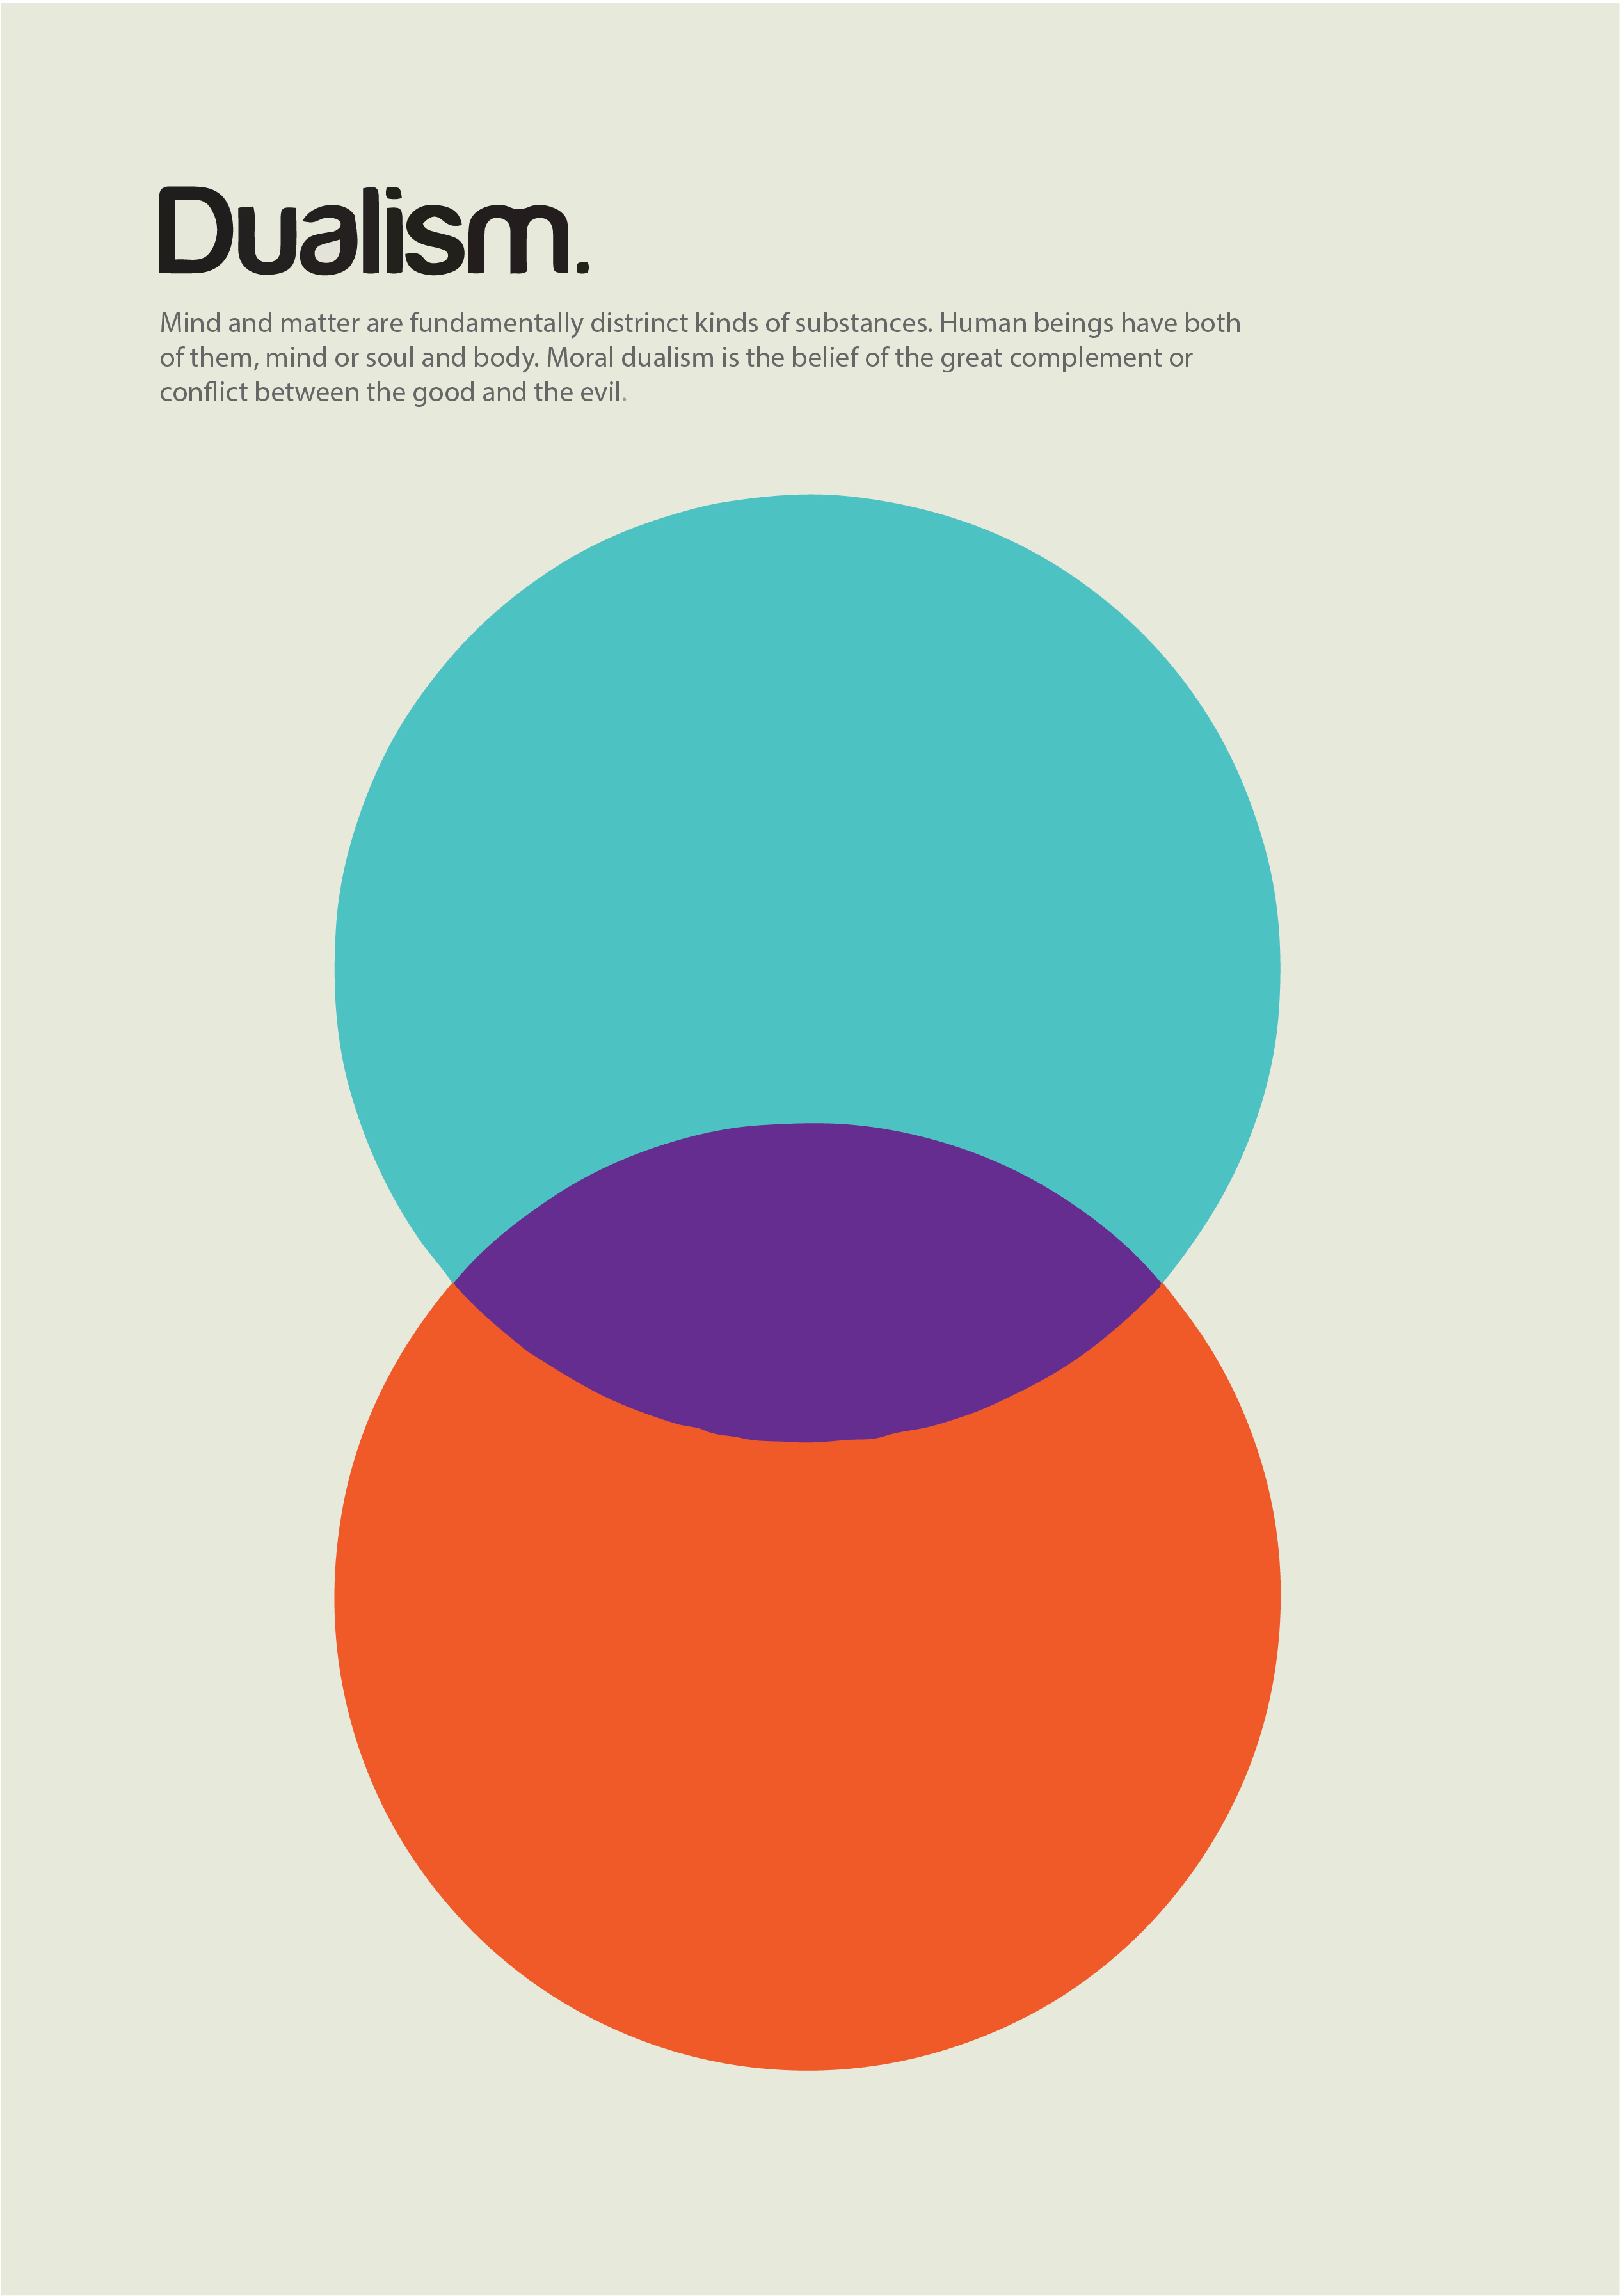 Dualism.
Mind and matter are fundamentally distrinct kinds of substances. Human beings have both
of them, mind or soul and body. Moral dualism is the belief of the great complement or
conflict between the good and the evil.